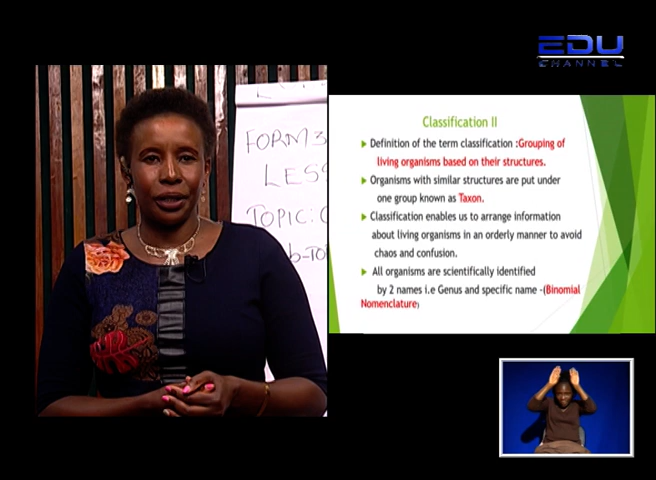 EDU
CHANNEL
FORM 3
LESS
TOPIC:
Classification II
Definition of the term classification :Grouping of
living organisms based on their structures.
Organisms with similar structures are put under
one group known as Taxon.
Classification enables us to arrange information
about living organisms in an orderly manner to avoid
chaos and confusion.
All organisms are scientifically identified
by 2 names i.e Genus and specific name -(Binomial
Nomenclature)